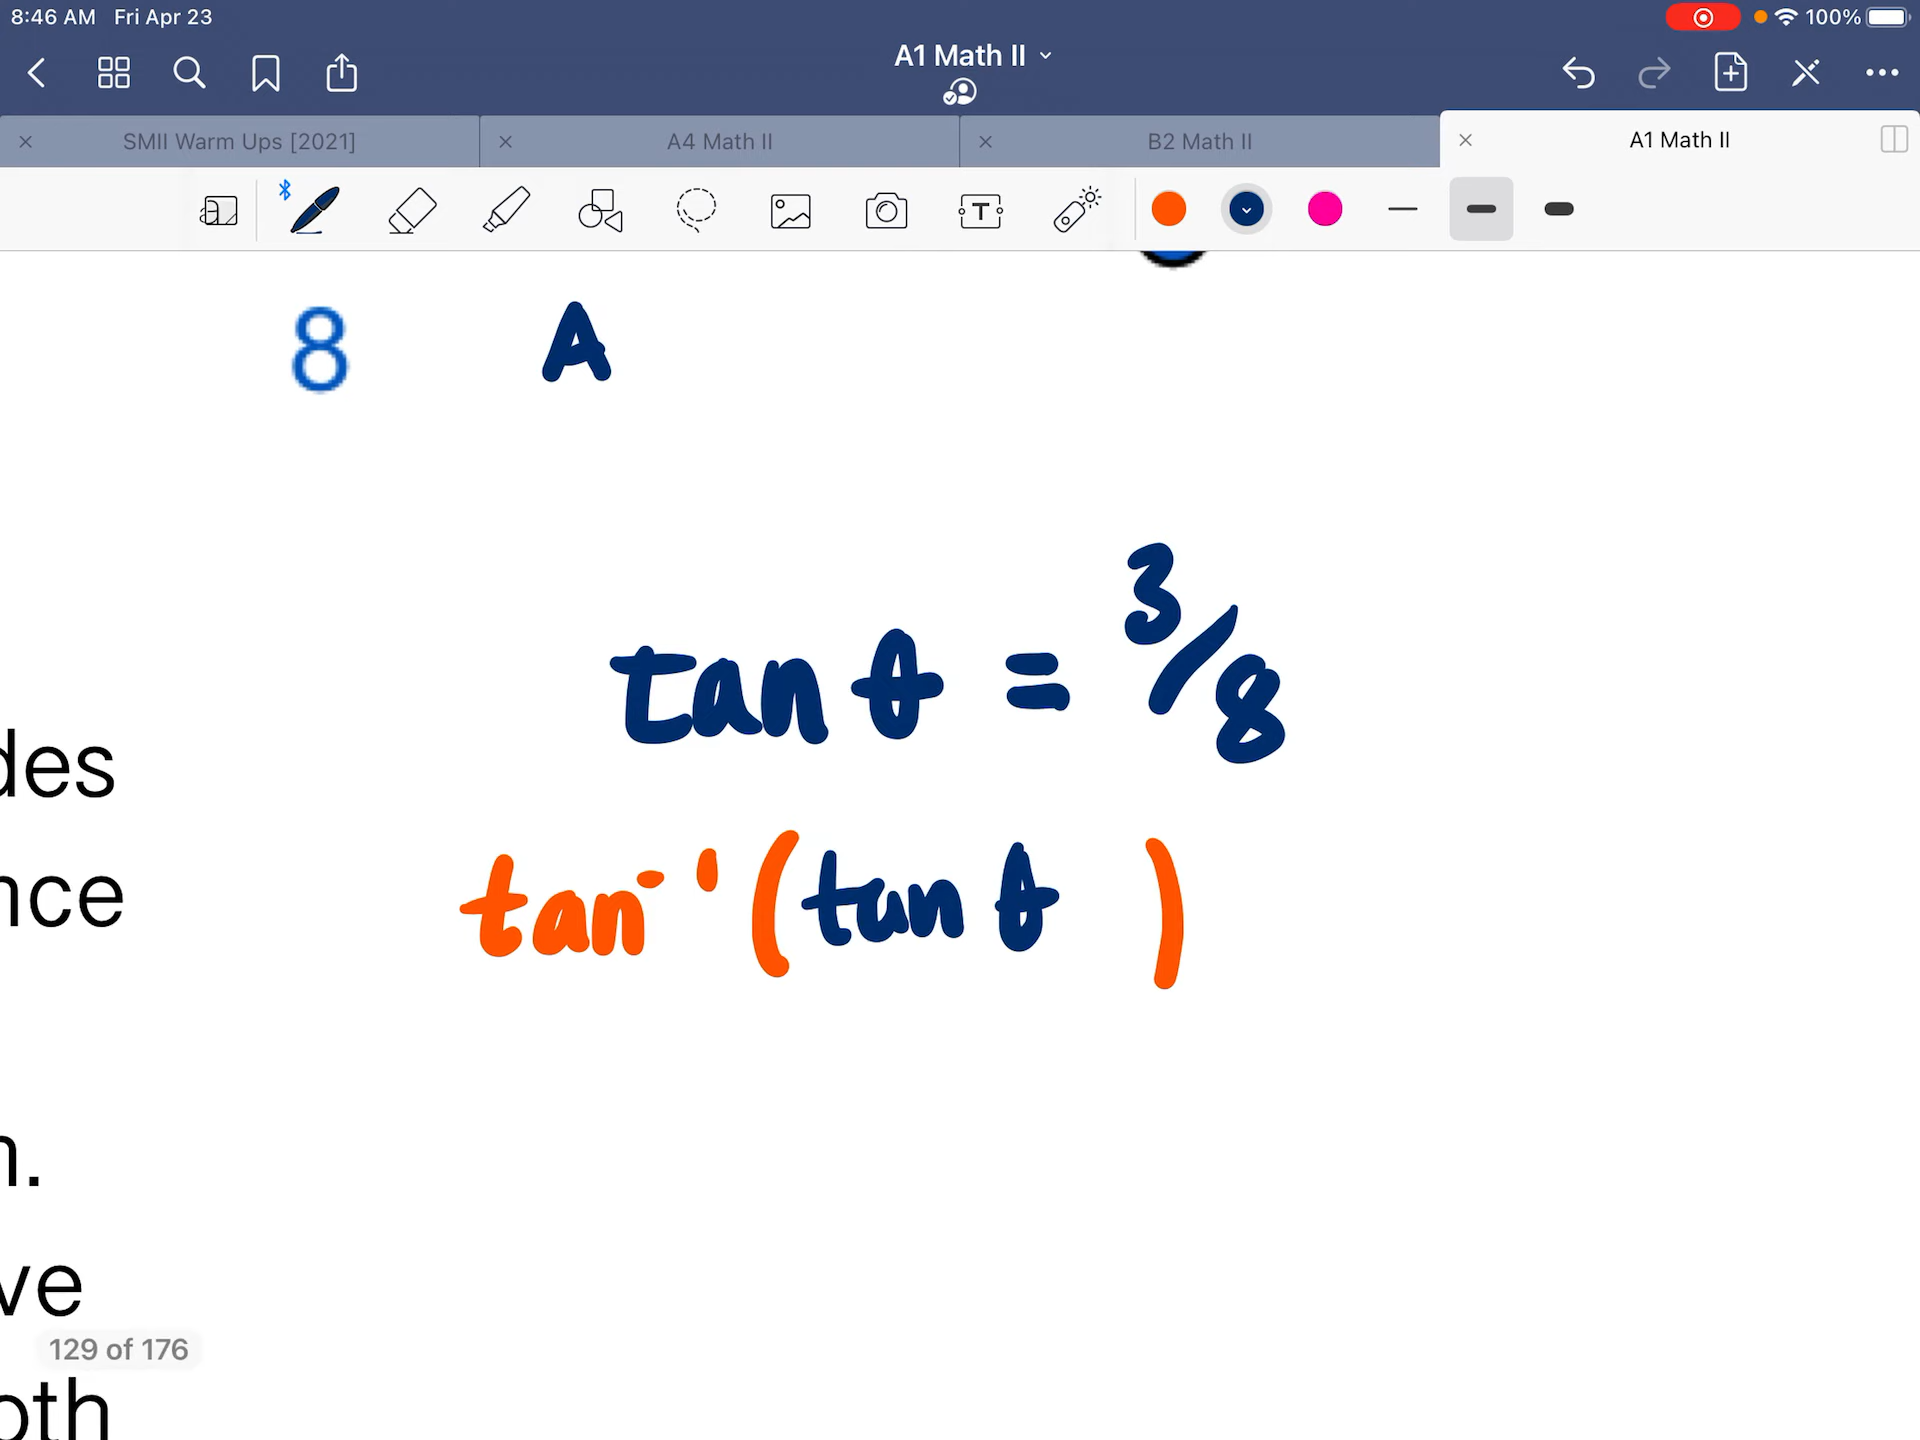 8:46 AM Fri Apr 23
100%
A1 Math II
SMII Warm Ups [2021]
A4 Math II
B2 Math II
A1 Math II
8 A
tan θ = 3/8
tan⁻¹ (tan θ )
des
nce
n.
ve
129 of 176
oth